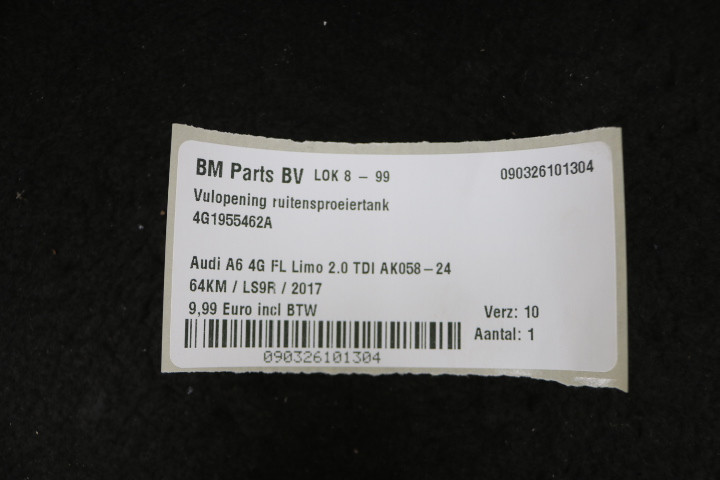 BM Parts BV LOK 8 - 99 090326101304
Vulopening ruitensproeiertank
4G1955462A
Audi A6 4G FL Limo 2.0 TDI AK058-24
64KM / LS9R / 2017
9,99 Euro incl BTW Verz: 10
Aantal: 1
090326101304